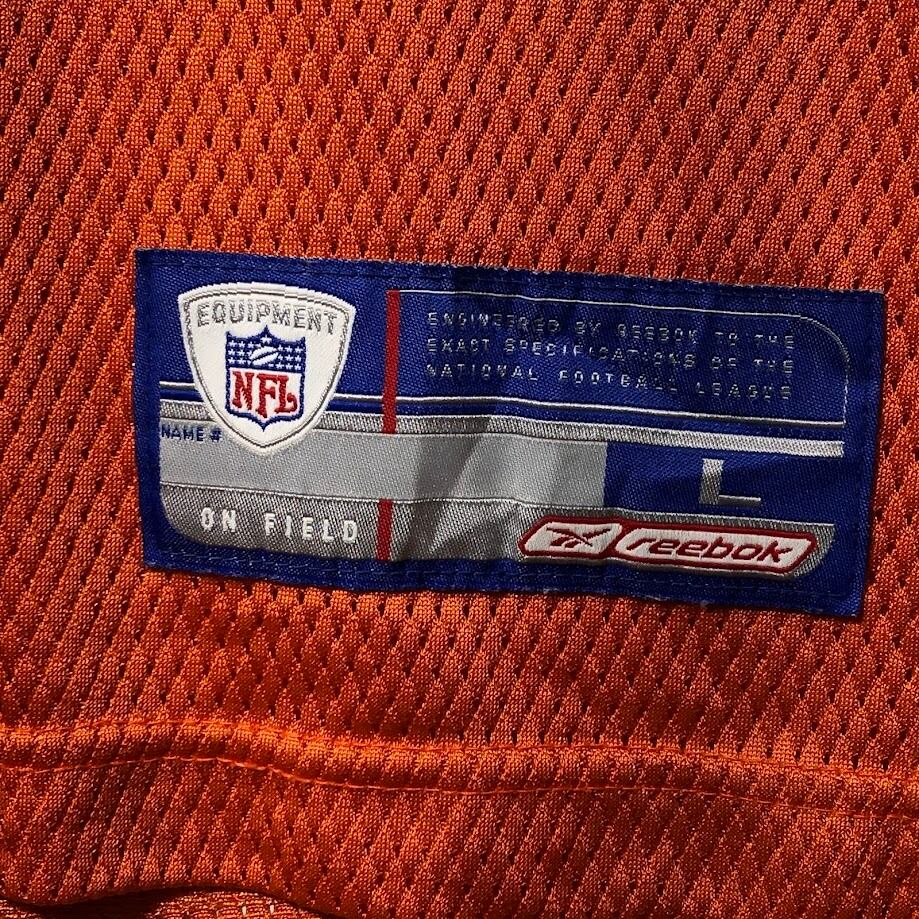 EQUIPMENT
NFL
ENGINEERED BY REEBOK TO THE
EXACT SPECIFICATIONS OF THE
NATIONAL FOOTBALL LEAGUE
NAME #
L
ON FIELD
reebok